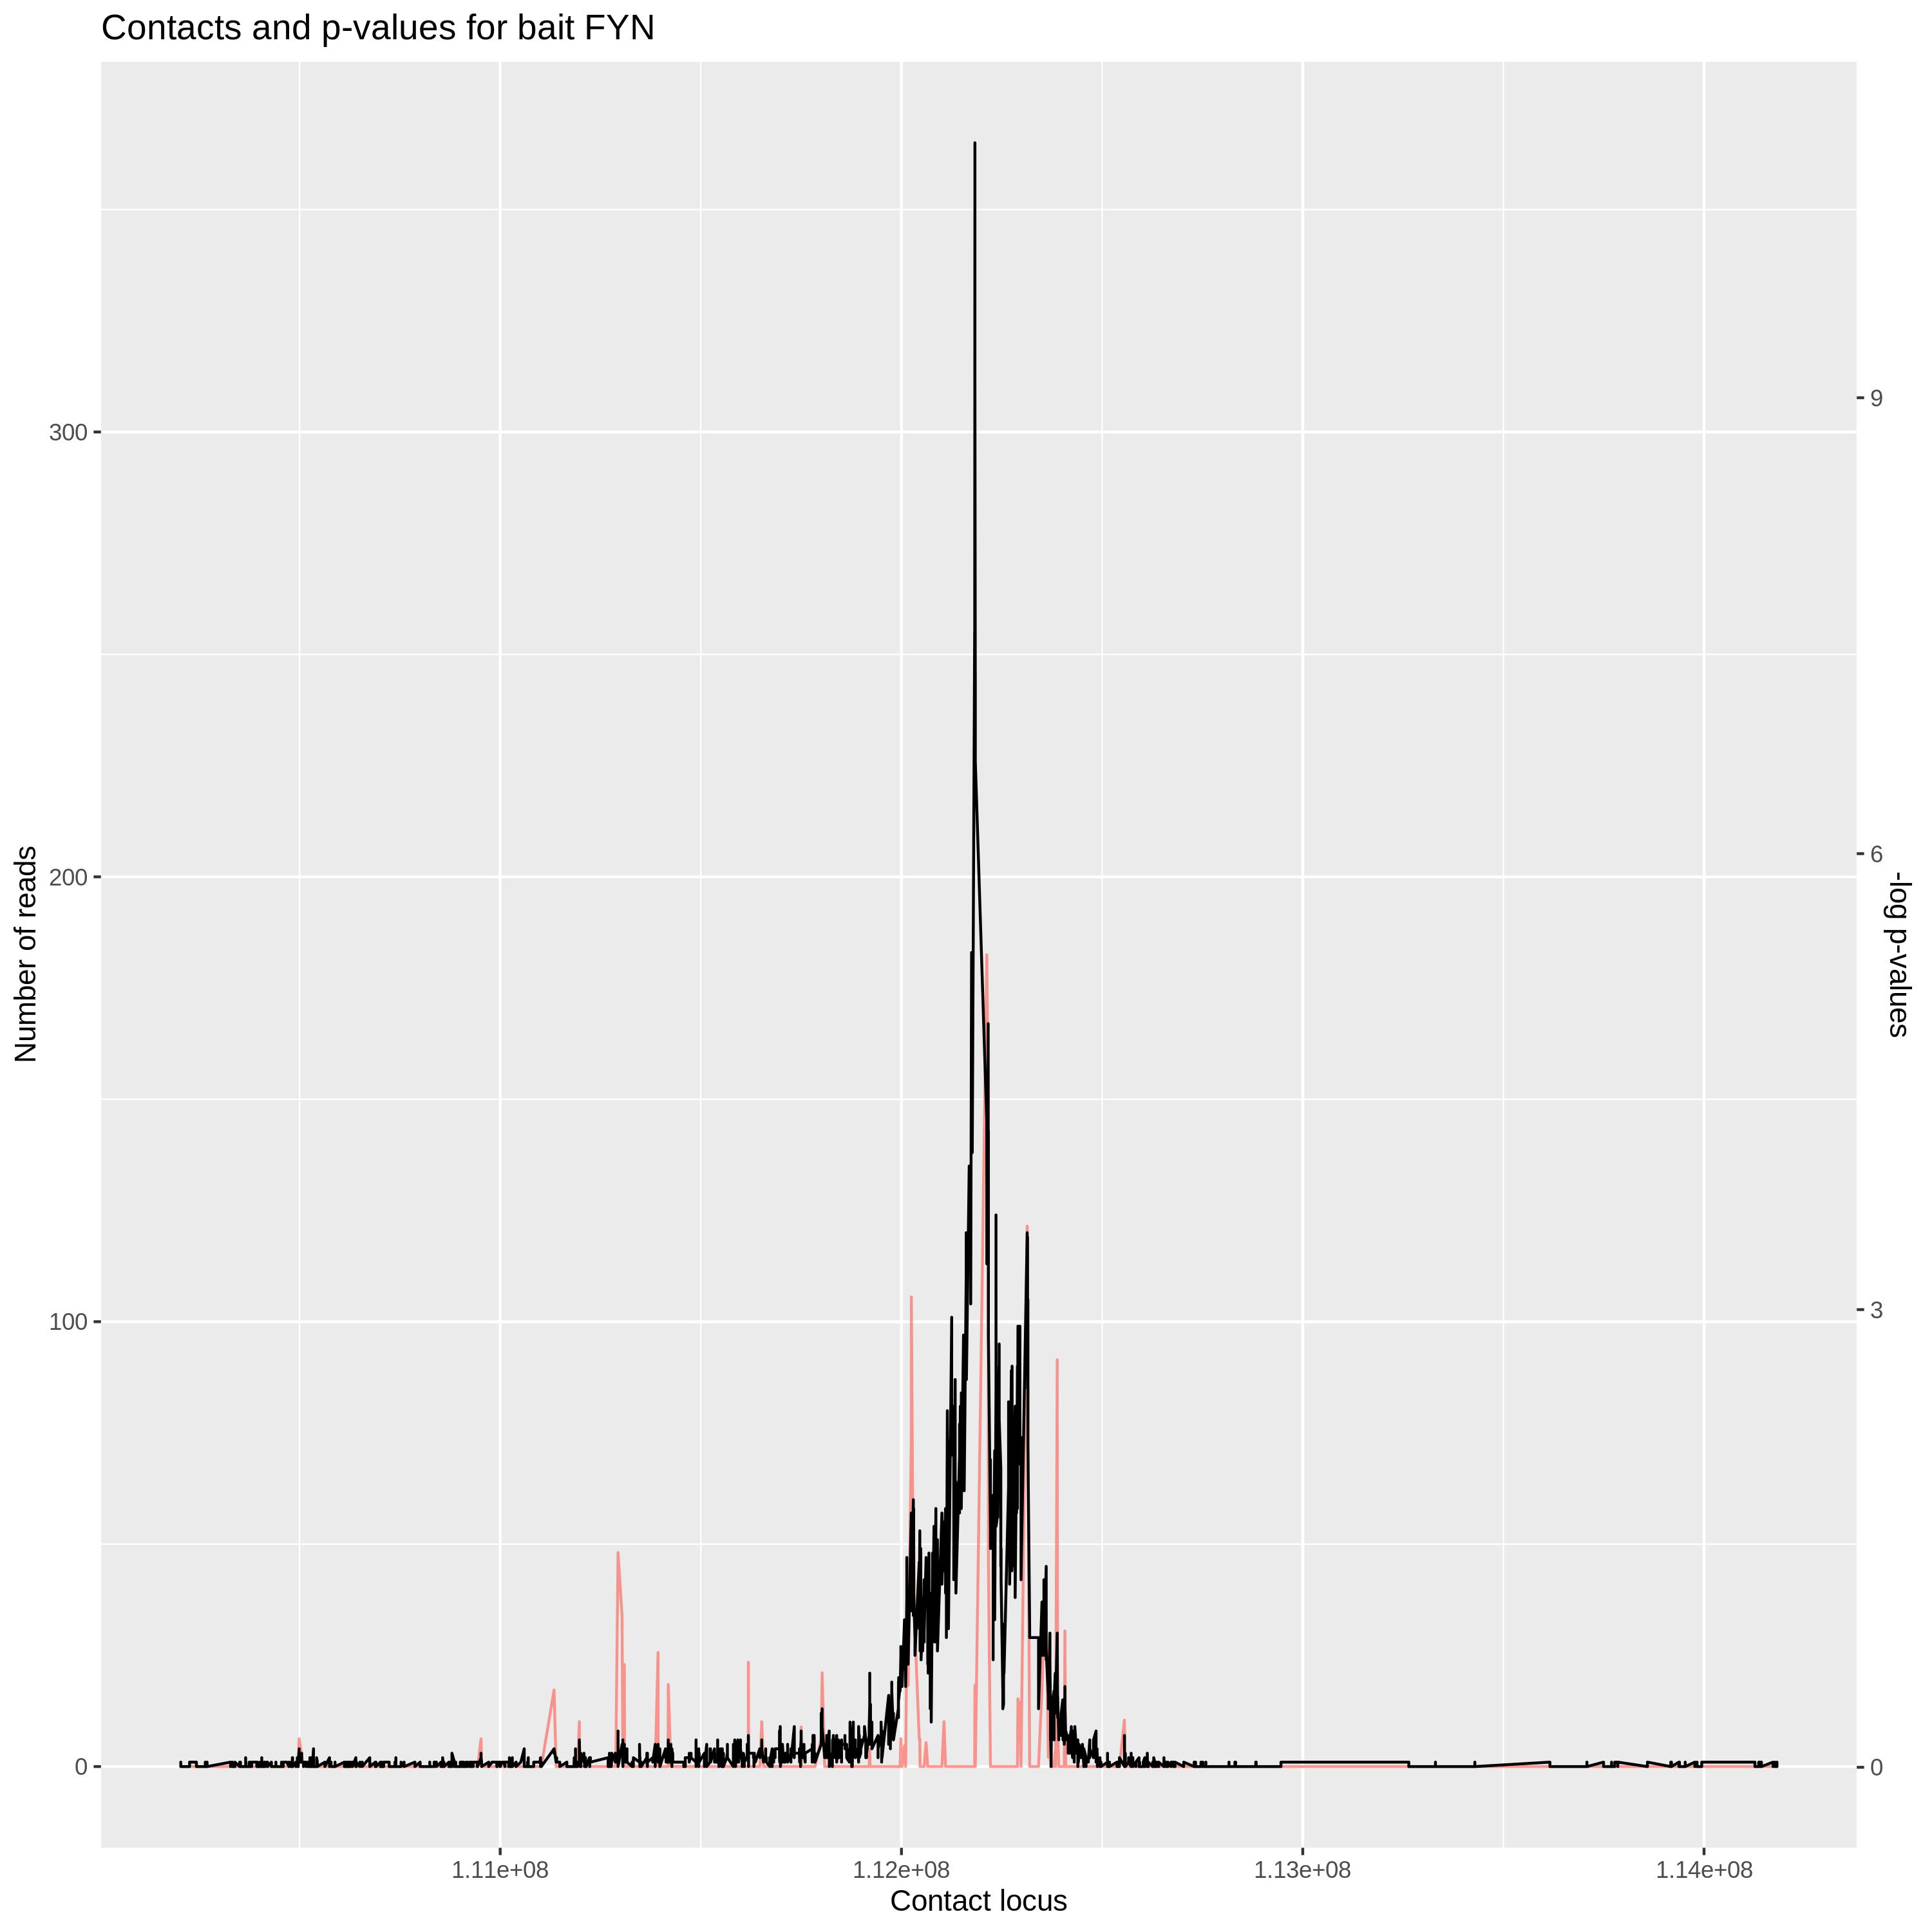 Contacts and p-values for bait FYN
Number of reads
300
200
100
0
9
6
3
0
-log p-values
1.11e+08
1.12e+08
1.13e+08
1.14e+08
Contact locus